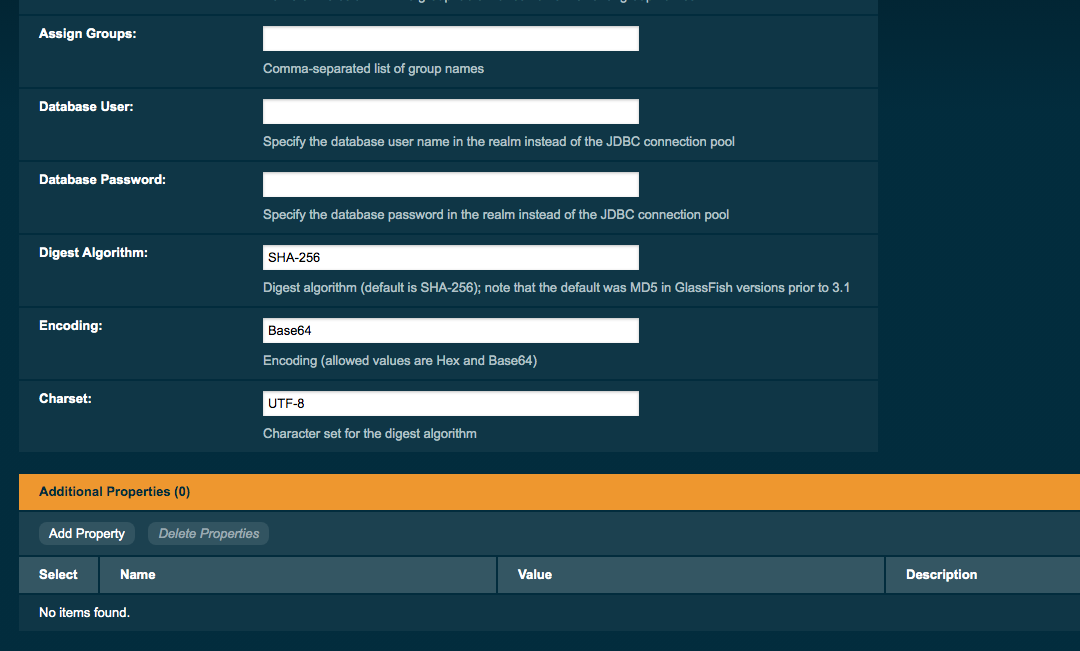 Assign Groups:
Comma-separated list of group names
Database User:
Specify the database user name in the realm instead of the JDBC connection pool
Database Password:
Specify the database password in the realm instead of the JDBC connection pool
Digest Algorithm:
SHA-256
Digest algorithm (default is SHA-256); note that the default was MD5 in GlassFish versions prior to 3.1
Encoding:
Base64
Encoding (allowed values are Hex and Base64)
Charset:
UTF-8
Character set for the digest algorithm
Additional Properties (0)
Add Property Delete Properties
Select Name Value Description
No items found.